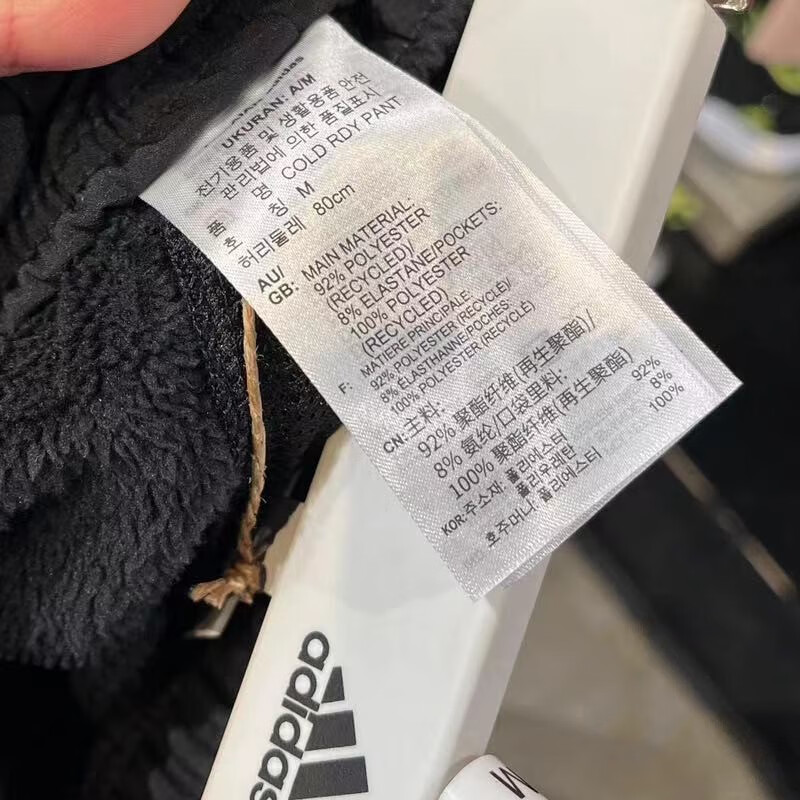 adidas
UKURAN: A/M
전기용품 및 생활용품 안전
관리법에 의한 품질표시
품 명 COLD RDY PANT
호 칭 M
허리둘레 80cm
AU/
GB: MAIN MATERIAL:
92% POLYESTER
(RECYCLED)
8% ELASTANE/POCKETS:
100% POLYESTER
(RECYCLED)
F: MATIERE PRINCIPALE:
92% POLYESTER (RECYCLÉ)/
8% ÉLASTHANNE/POCHES:
100% POLYESTER (RECYCLÉ)
CN: 主料:
92% 聚酯纤维(再生聚酯)/
8% 氨纶/口袋里料:
100% 聚酯纤维(再生聚酯)
KOR: 주소재: 폴리에스터 92%
폴리우레탄 8%
호주머니 폴리에스터 100%
adidas
M